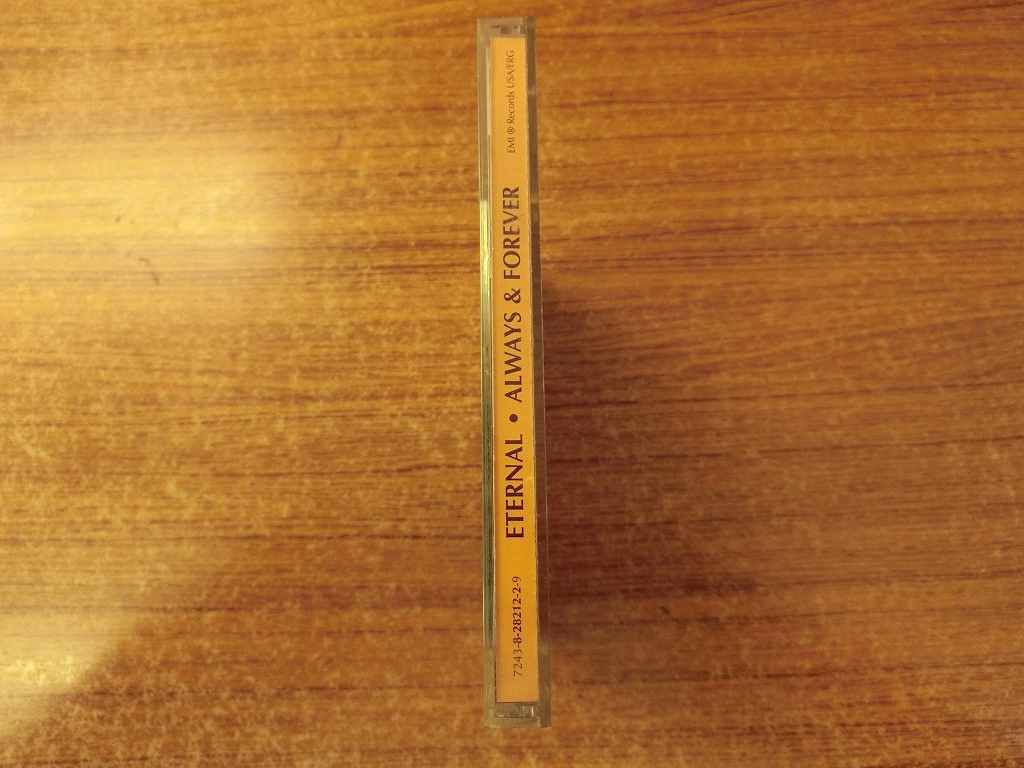 7243-8-28212-2-9 ETERNAL • ALWAYS & FOREVER EMI ® Records USA/ERG